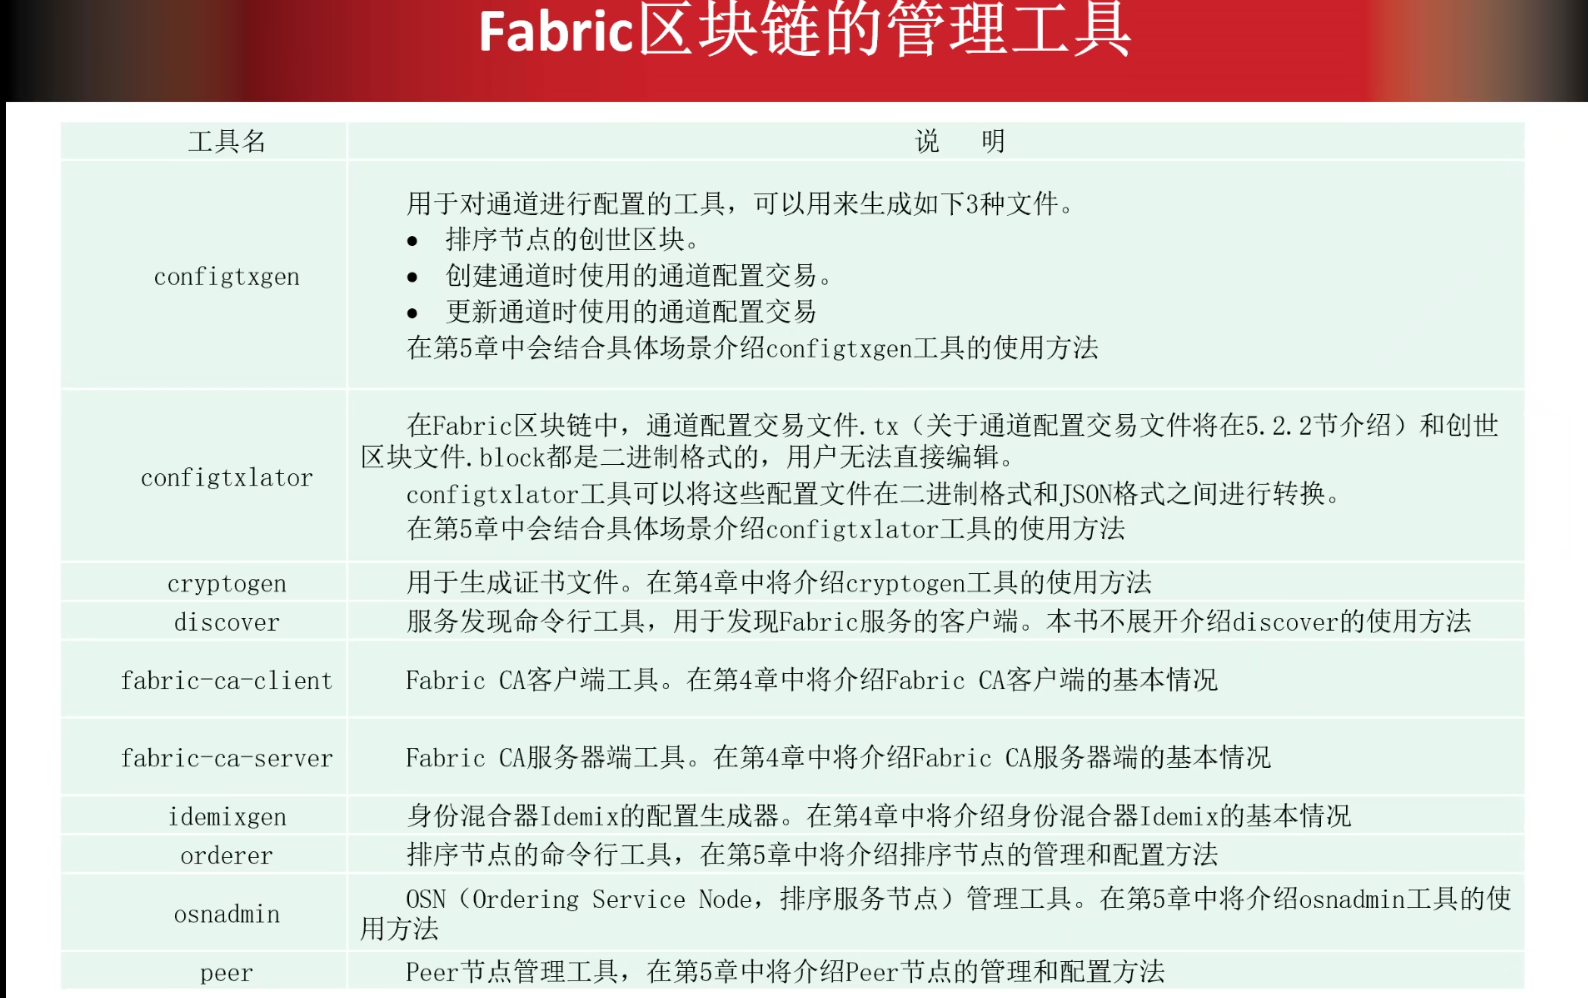 Fabric区块链的管理工具
工具名
说 明
configtxgen
用于对通道进行配置的工具，可以用来生成如下3种文件。
• 排序节点的创世区块。
• 创建通道时使用的通道配置交易。
• 更新通道时使用的通道配置交易
在第5章中会结合具体场景介绍configtxgen工具的使用方法
configtxlator
在Fabric区块链中，通道配置交易文件.tx（关于通道配置交易文件将在5.2.2节介绍）和创世
区块文件.block都是二进制格式的，用户无法直接编辑。
configtxlator工具可以将这些配置文件在二进制格式和JSON格式之间进行转换。
在第5章中会结合具体场景介绍configtxlator工具的使用方法
cryptogen
用于生成证书文件。在第4章中将介绍cryptogen工具的使用方法
discover
服务发现命令行工具，用于发现Fabric服务的客户端。本书不展开介绍discover的使用方法
fabric-ca-client
Fabric CA客户端工具。在第4章中将介绍Fabric CA客户端的基本情况
fabric-ca-server
Fabric CA服务器端工具。在第4章中将介绍Fabric CA服务器端的基本情况
idemixgen
身份混合器Idemix的配置生成器。在第4章中将介绍身份混合器Idemix的基本情况
orderer
排序节点的命令行工具，在第5章中将介绍排序节点的管理和配置方法
osnadmin
OSN（Ordering Service Node，排序服务节点）管理工具。在第5章中将介绍osnadmin工具的使
用方法
peer
Peer节点管理工具，在第5章中将介绍Peer节点的管理和配置方法